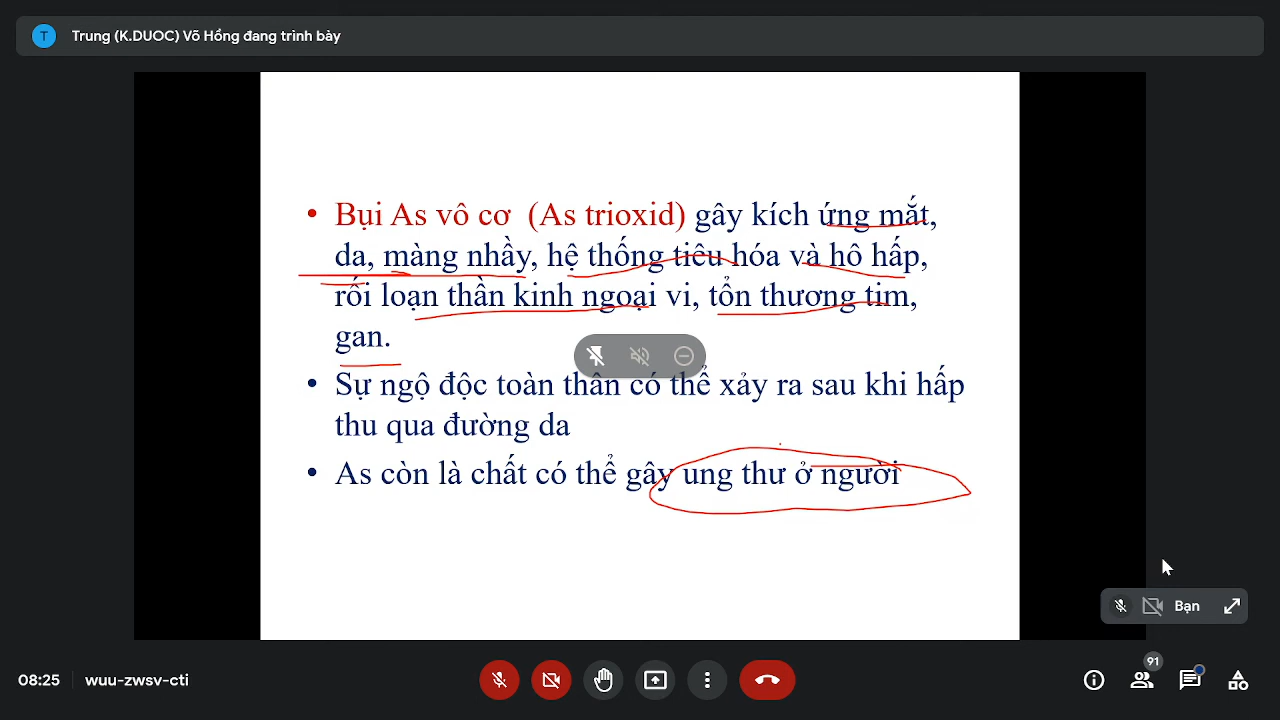 T
Trung (K.DUOC) Võ Hồng đang trình bày
• Bụi As vô cơ (As trioxid) gây kích ứng mắt,
da, màng nhầy, hệ thống tiêu hóa và hô hấp,
rối loạn thần kinh ngoại vi, tổn thương tim,
gan.
• Sự ngộ độc toàn thân có thể xảy ra sau khi hấp
thu qua đường da
• As còn là chất có thể gây ung thư ở người
Bạn
08:25
wuu-zwsv-cti
91